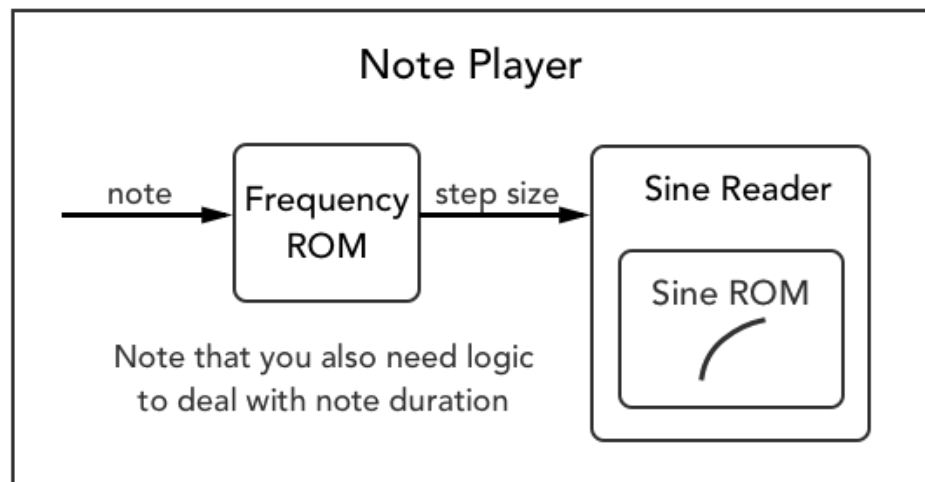 Note Player
note
Frequency
ROM
step size
Sine Reader
Sine ROM
Note that you also need logic
to deal with note duration